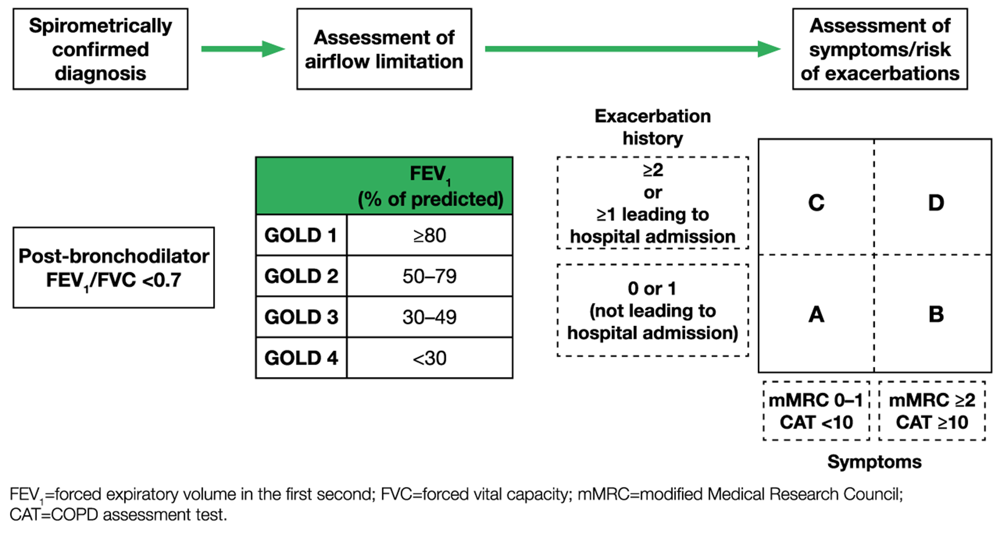 Spirometrically
confirmed
diagnosis
Assessment of
airflow limitation
Assessment of
symptoms/risk
of exacerbations
Post-bronchodilator
FEV₁/FVC <0.7
FEV₁
(% of predicted)
GOLD 1 ≥80
GOLD 2 50–79
GOLD 3 30–49
GOLD 4 <30
Exacerbation
history
≥2
or
≥1 leading to
hospital admission
0 or 1
(not leading to
hospital admission)
C D
A B
mMRC 0–1
CAT <10
mMRC ≥2
CAT ≥10
Symptoms
FEV₁=forced expiratory volume in the first second; FVC=forced vital capacity; mMRC=modified Medical Research Council;
CAT=COPD assessment test.